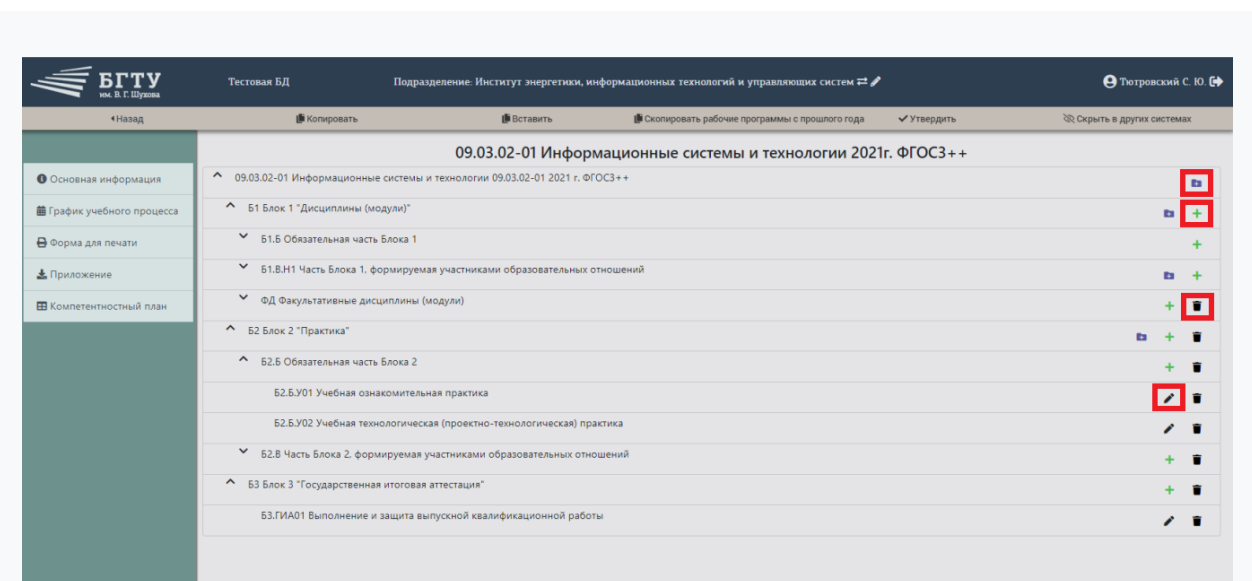 БГТУ
им. В. Г. Шухова
Тестовая БД
Подразделение: Институт энергетики, информационных технологий и управляющих систем
Тютровский С. Ю.
Назад
Копировать
Вставить
Скопировать рабочие программы с прошлого года
Утвердить
Скрыть в других системах
09.03.02-01 Информационные системы и технологии 2021г. ФГОС3++
Основная информация
График учебного процесса
Форма для печати
Приложение
Компетентностный план
09.03.02-01 Информационные системы и технологии 09.03.02-01 2021 г. ФГОС3++
Б1 Блок 1 "Дисциплины (модули)"
Б1.Б Обязательная часть Блока 1
Б1.В.Н1 Часть Блока 1, формируемая участниками образовательных отношений
ФД Факультативные дисциплины (модули)
Б2 Блок 2 "Практика"
Б2.Б Обязательная часть Блока 2
Б2.Б.У01 Учебная ознакомительная практика
Б2.Б.У02 Учебная технологическая (проектно-технологическая) практика
Б2.В Часть Блока 2, формируемая участниками образовательных отношений
Б3 Блок 3 "Государственная итоговая аттестация"
Б3.ГИА01 Выполнение и защита выпускной квалификационной работы